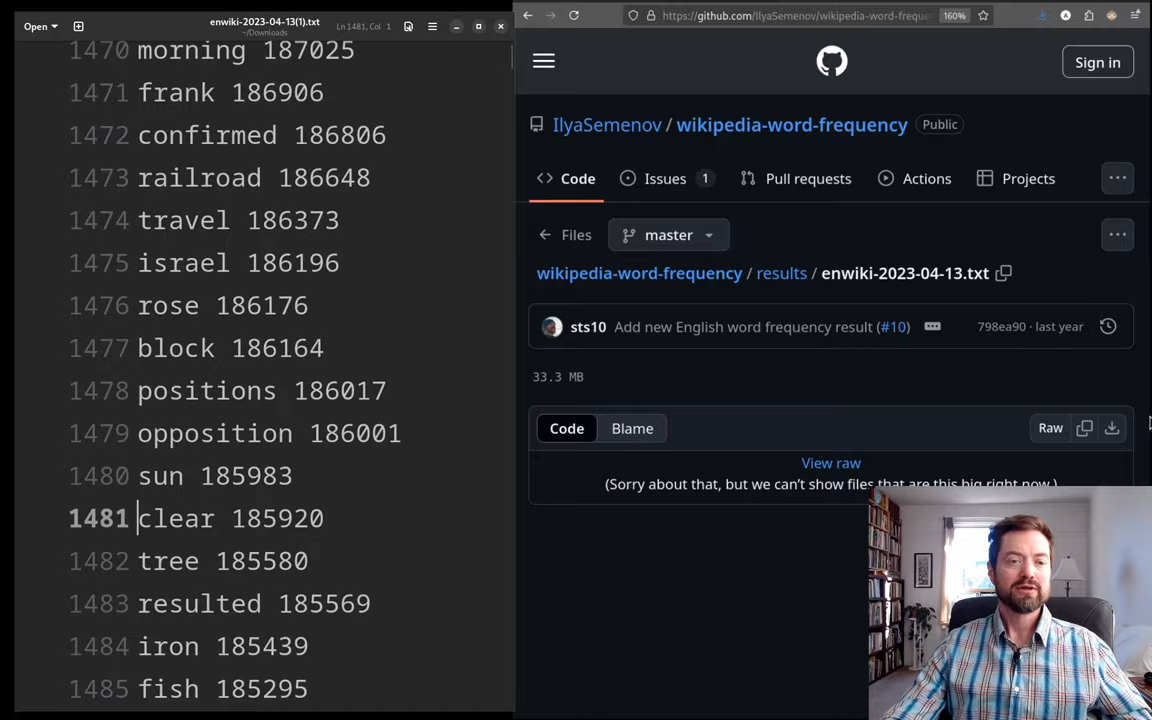 Open
enwiki-2023-04-13(1).txt
~/Downloads
Ln 1481, Col 1
1470 morning 187025
1471 frank 186906
1472 confirmed 186806
1473 railroad 186648
1474 travel 186373
1475 israel 186196
1476 rose 186176
1477 block 186164
1478 positions 186017
1479 opposition 186001
1480 sun 185983
1481 clear 185920
1482 tree 185580
1483 resulted 185569
1484 iron 185439
1485 fish 185295
https://github.com/IlyaSemenov/wikipedia-word-freque
160%
Sign in
IlyaSemenov / wikipedia-word-frequency Public
Code Issues 1 Pull requests Actions Projects
Files master
wikipedia-word-frequency / results / enwiki-2023-04-13.txt
sts10 Add new English word frequency result (#10) 798ea90 · last year
33.3 MB
Code Blame Raw
View raw
(Sorry about that, but we can't show files that are this big right now.)